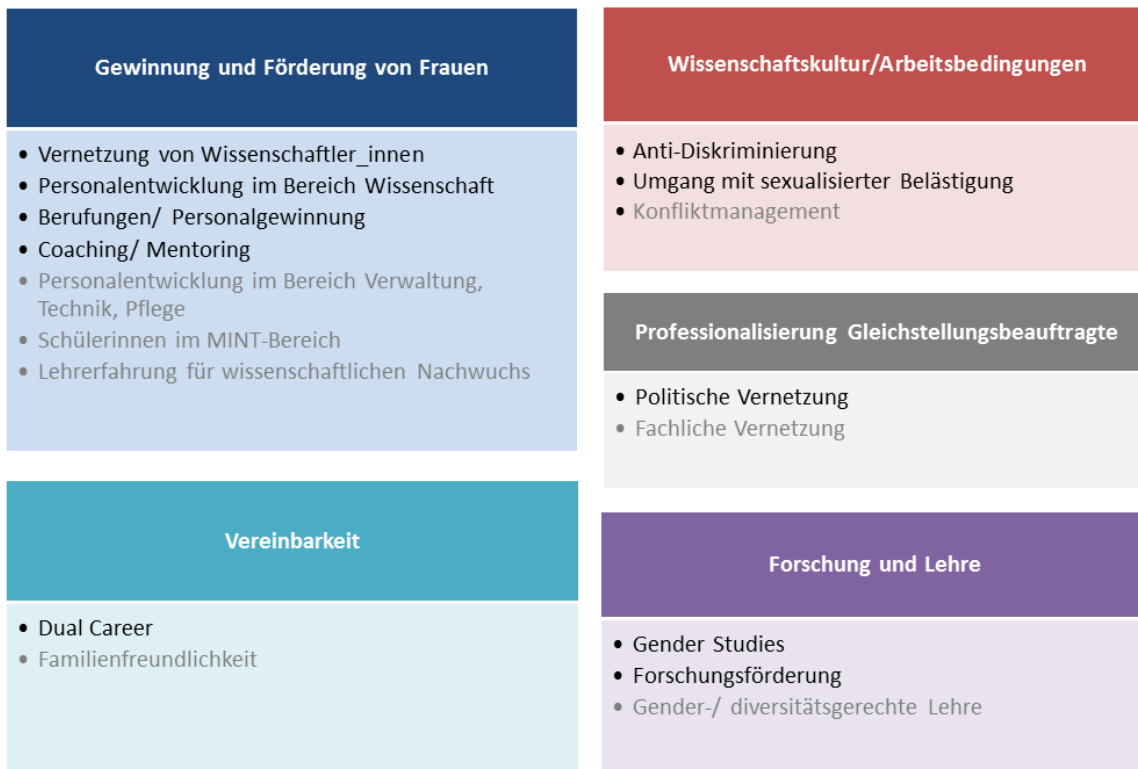 Gewinnung und Förderung von Frauen
• Vernetzung von Wissenschaftler_innen
• Personalentwicklung im Bereich Wissenschaft
• Berufungen/ Personalgewinnung
• Coaching/ Mentoring
• Personalentwicklung im Bereich Verwaltung,
Technik, Pflege
• Schülerinnen im MINT-Bereich
• Lehrerfahrung für wissenschaftlichen Nachwuchs
Wissenschaftskultur/Arbeitsbedingungen
• Anti-Diskriminierung
• Umgang mit sexualisierter Belästigung
• Konfliktmanagement
Professionalisierung Gleichstellungsbeauftragte
• Politische Vernetzung
• Fachliche Vernetzung
Vereinbarkeit
• Dual Career
• Familienfreundlichkeit
Forschung und Lehre
• Gender Studies
• Forschungsförderung
• Gender-/ diversitätsgerechte Lehre